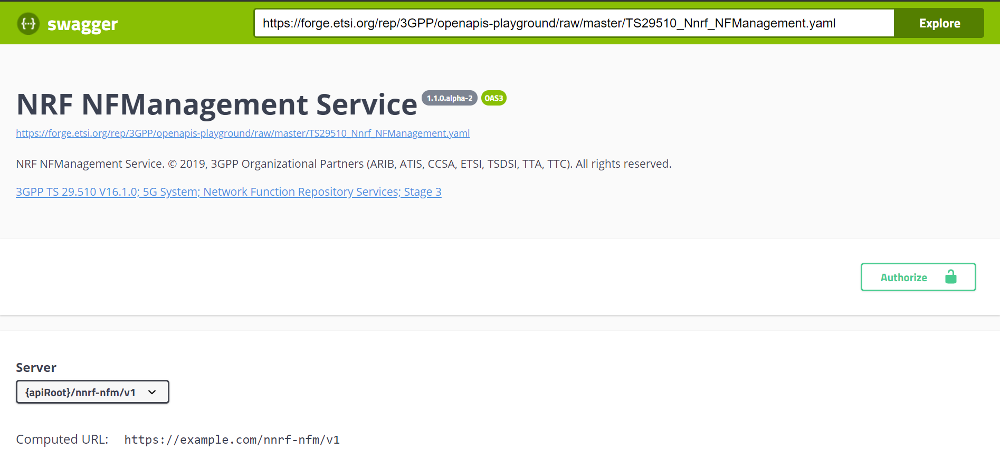 {...} swagger
https://forge.etsi.org/rep/3GPP/openapis-playground/raw/master/TS29510_Nnrf_NFManagement.yaml
Explore
NRF NFManagement Service 1.1.0.alpha-2 OAS3
https://forge.etsi.org/rep/3GPP/openapis-playground/raw/master/TS29510_Nnrf_NFManagement.yaml
NRF NFManagement Service. © 2019, 3GPP Organizational Partners (ARIB, ATIS, CCSA, ETSI, TSDSI, TTA, TTC). All rights reserved.
3GPP TS 29.510 V16.1.0; 5G System; Network Function Repository Services; Stage 3
Authorize
Server
{apiRoot}/nnrf-nfm/v1
Computed URL: https://example.com/nnrf-nfm/v1